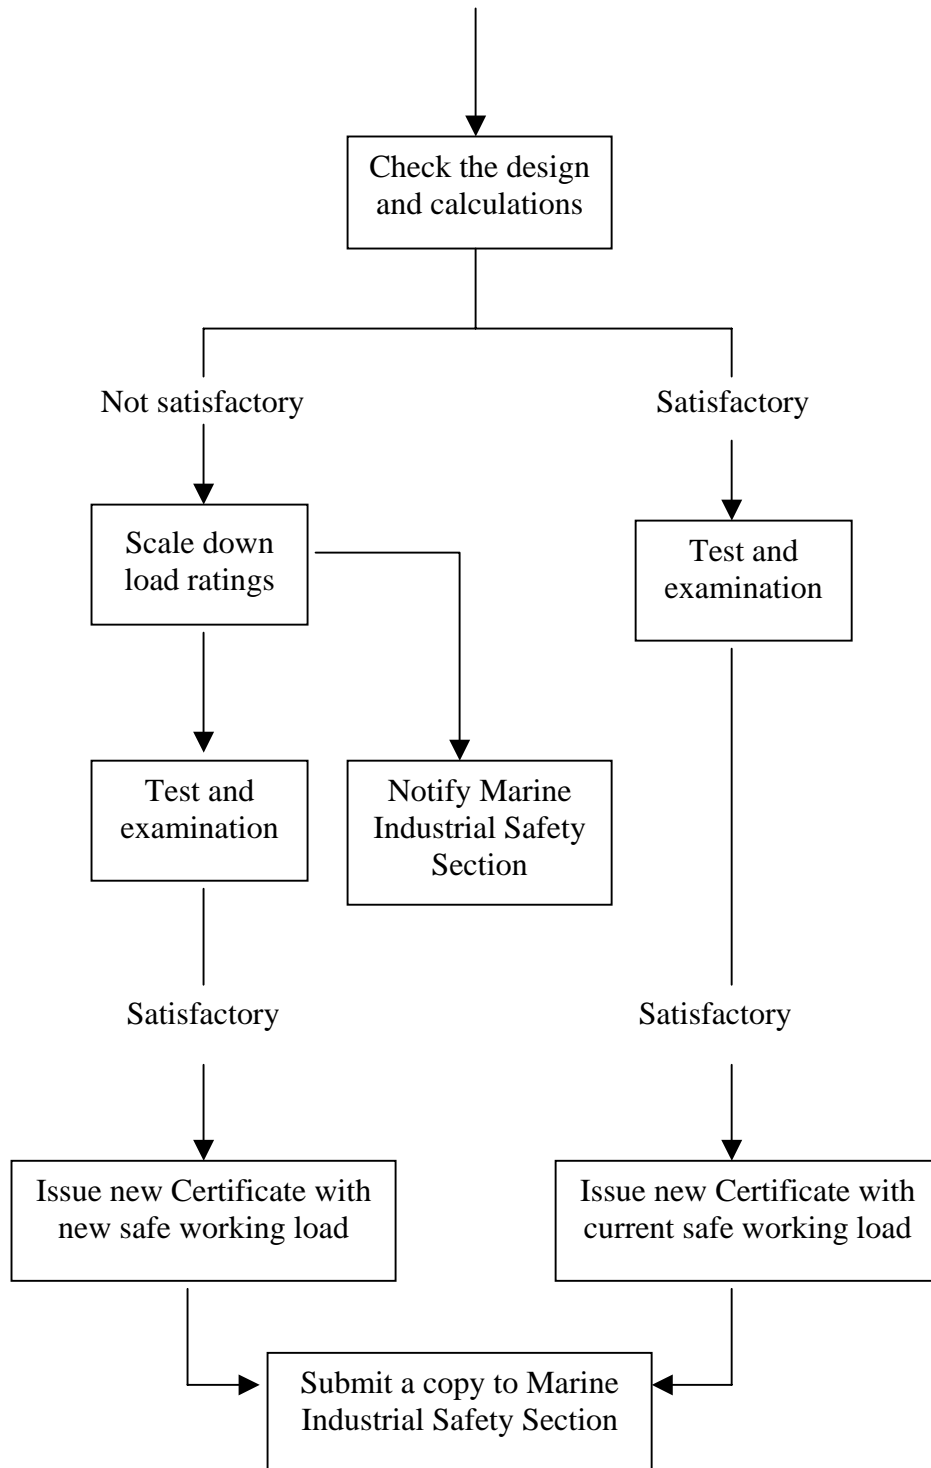 Check the design
and calculations
Not satisfactory
Satisfactory
Scale down
load ratings
Test and
examination
Test and
examination
Notify Marine
Industrial Safety
Section
Satisfactory
Satisfactory
Issue new Certificate with
new safe working load
Issue new Certificate with
current safe working load
Submit a copy to Marine
Industrial Safety Section